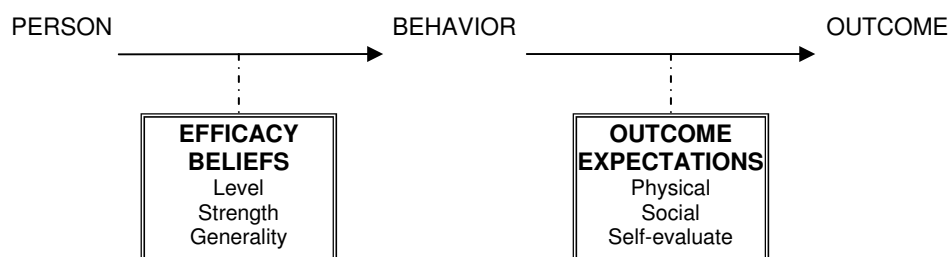 PERSON BEHAVIOR OUTCOME
EFFICACY
BELIEFS
Level
Strength
Generality
OUTCOME
EXPECTATIONS
Physical
Social
Self-evaluate